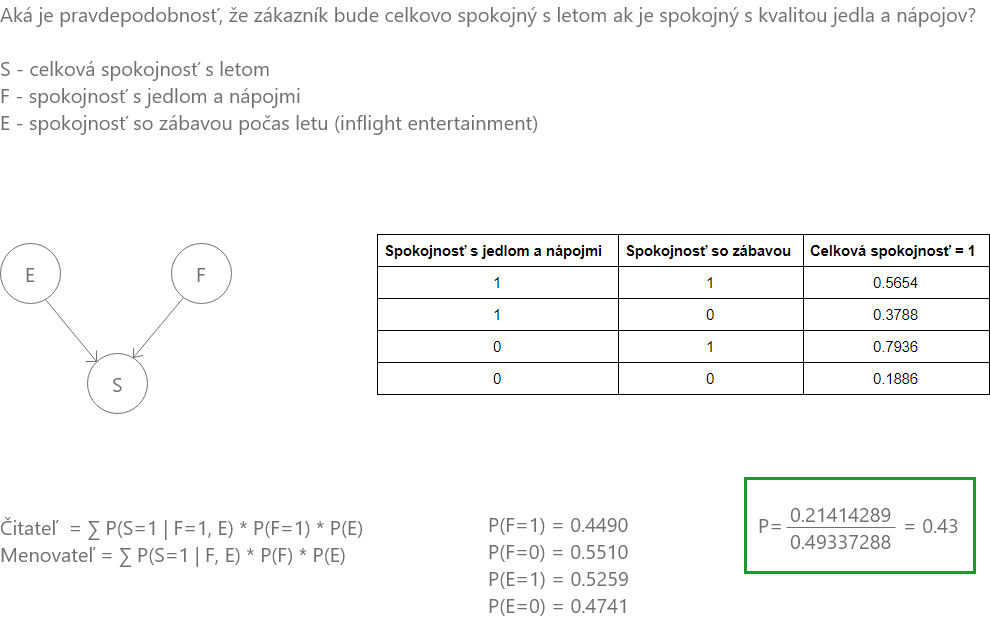 Aká je pravdepodobnosť, že zákazník bude celkovo spokojný s letom ak je spokojný s kvalitou jedla a nápojov?
S - celková spokojnosť s letom
F - spokojnosť s jedlom a nápojmi
E - spokojnosť so zábavou počas letu (inflight entertainment)
E
F
S
Spokojnosť s jedlom a nápojmi Spokojnosť so zábavou Celková spokojnosť = 1
1 1 0.5654
1 0 0.3788
0 1 0.7936
0 0 0.1886
Čitateľ = ∑ P(S=1 | F=1, E) * P(F=1) * P(E)
Menovateľ = ∑ P(S=1 | F, E) * P(F) * P(E)
P(F=1) = 0.4490
P(F=0) = 0.5510
P(E=1) = 0.5259
P(E=0) = 0.4741
0.21414289
P= = 0.43
0.49337288